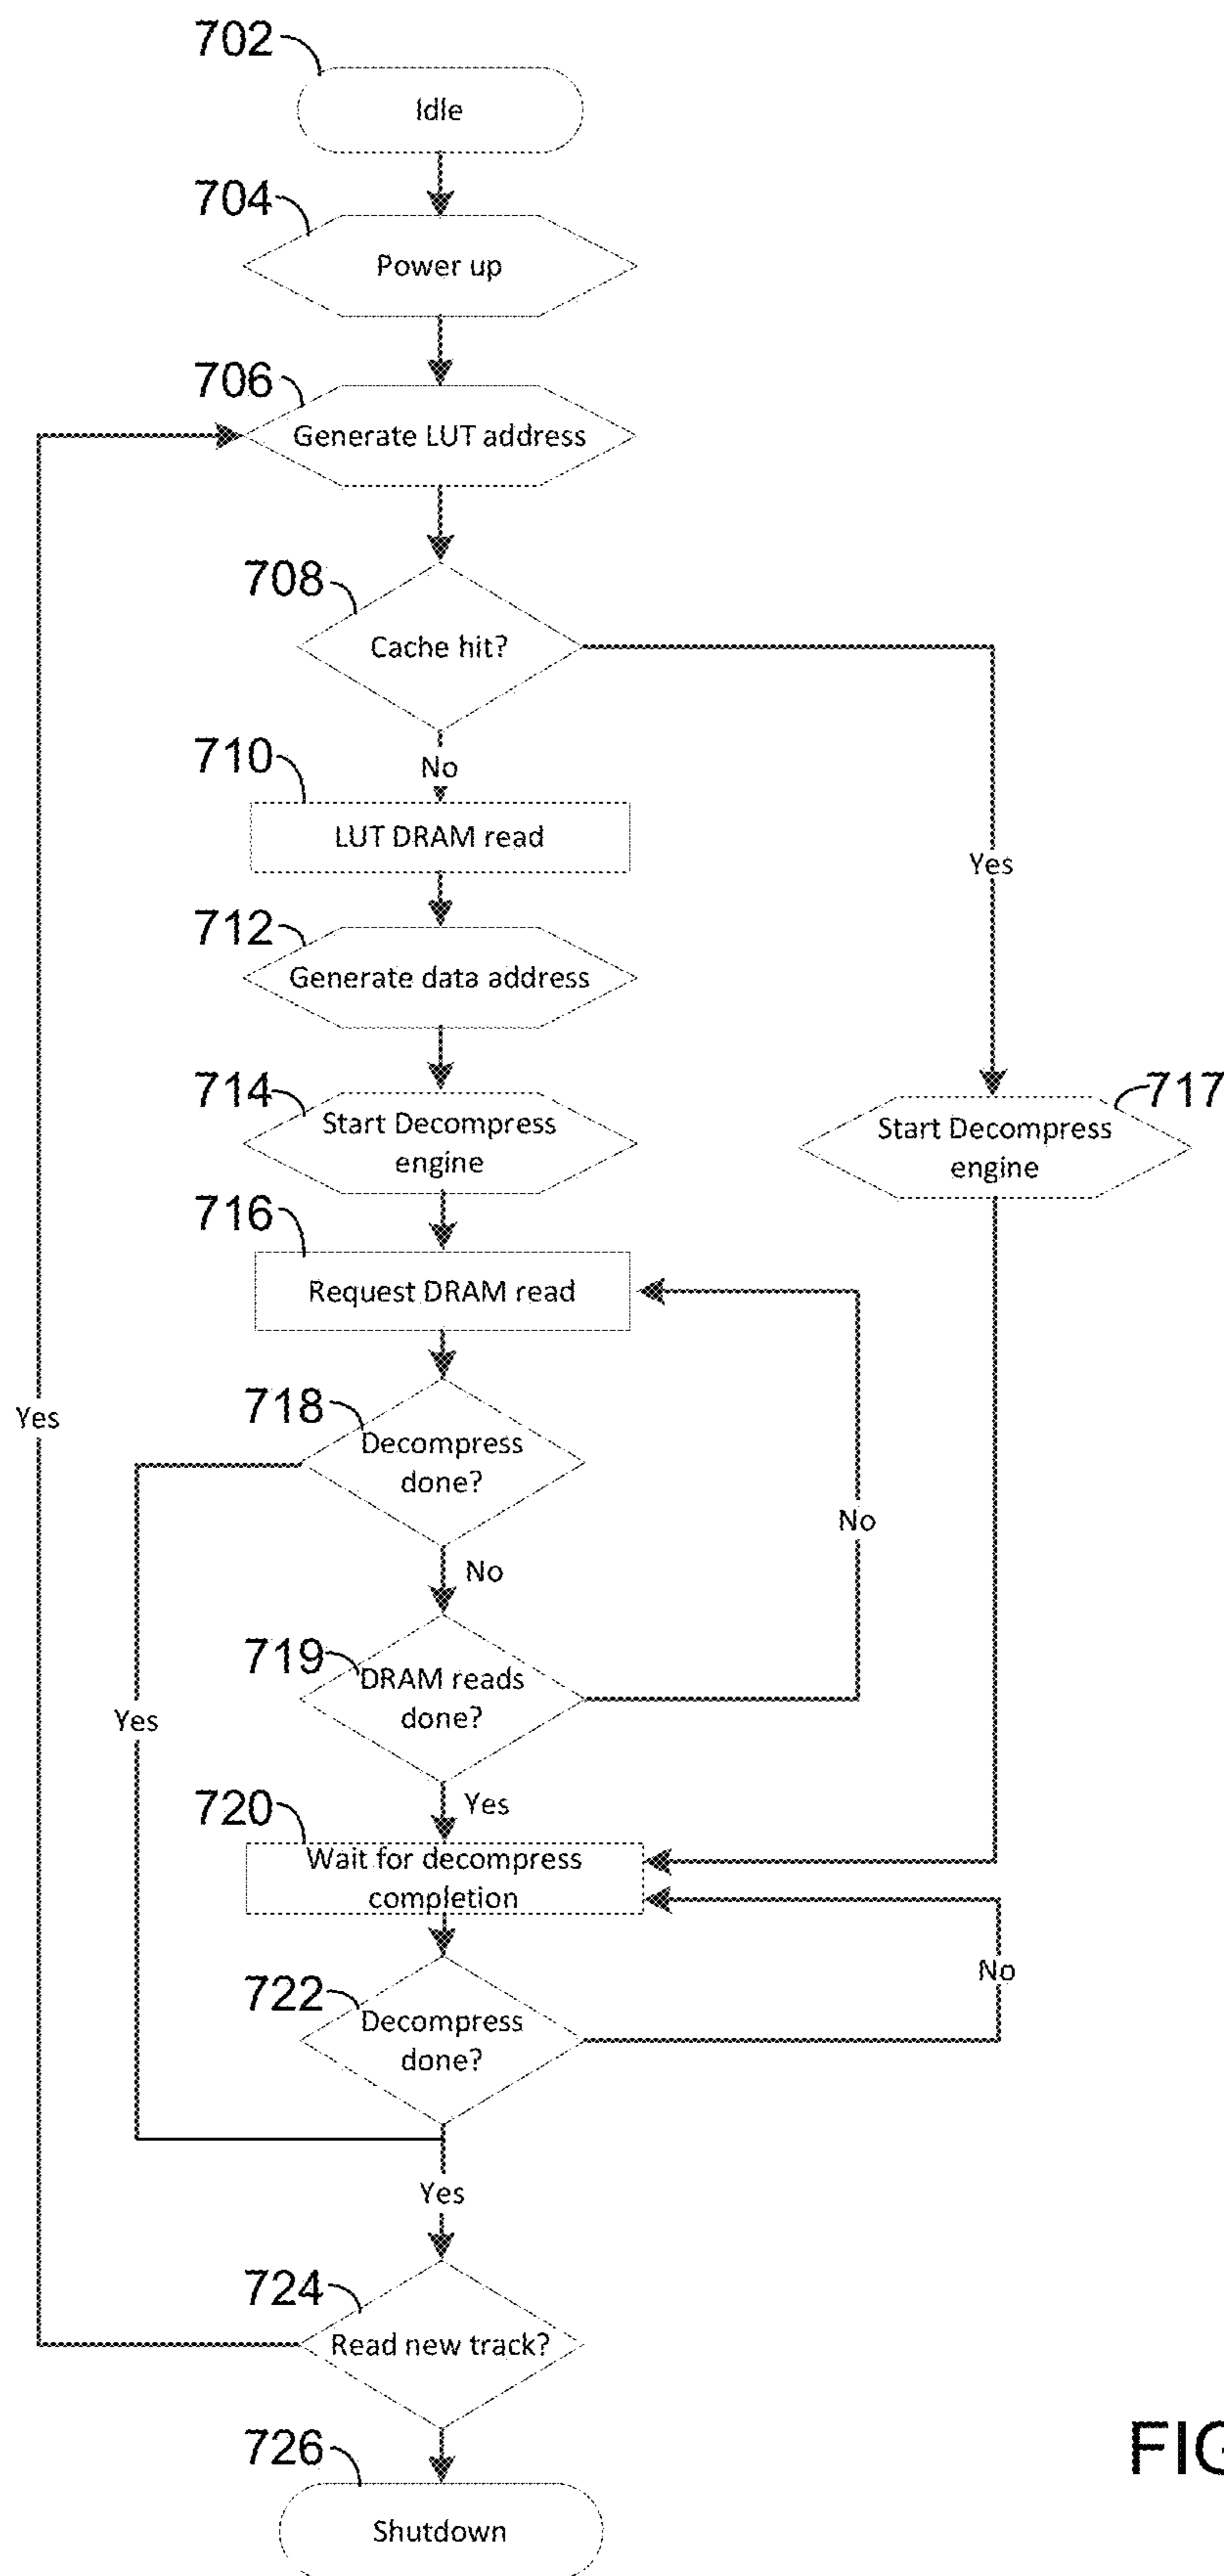 702
Idle
704
Power up
706
Generate LUT address
708
Cache hit?
No
710
LUT DRAM read
Yes
712
Generate data address
714
Start Decompress
engine
717
Start Decompress
engine
716
Request DRAM read
718
Decompress
done?
Yes
No
No
719
DRAM reads
done?
Yes
Yes
720
Wait for decompress
completion
No
722
Decompress
done?
Yes
724
Read new track?
726
Shutdown
FIG